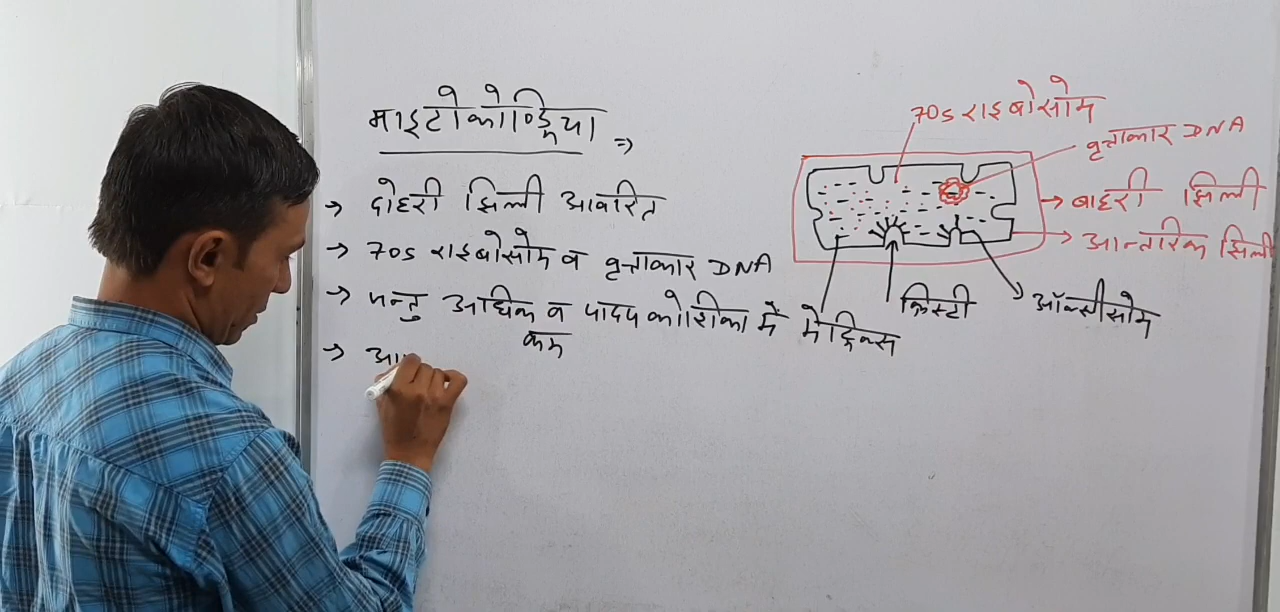 माइटोकोण्ड्रिया ⇒
→ दोहरी झिल्ली आवरित
→ 70s राइबोसोम व वृत्ताकार DNA
→ जन्तु अधिक व पादप कोशिका में
कम
→ आ
70s राइबोसोम
वृत्ताकार DNA
→ बाहरी झिल्ली
→ आन्तरिक झिल्ली
क्रिस्टी
ऑक्सीसोम
मेट्रिक्स